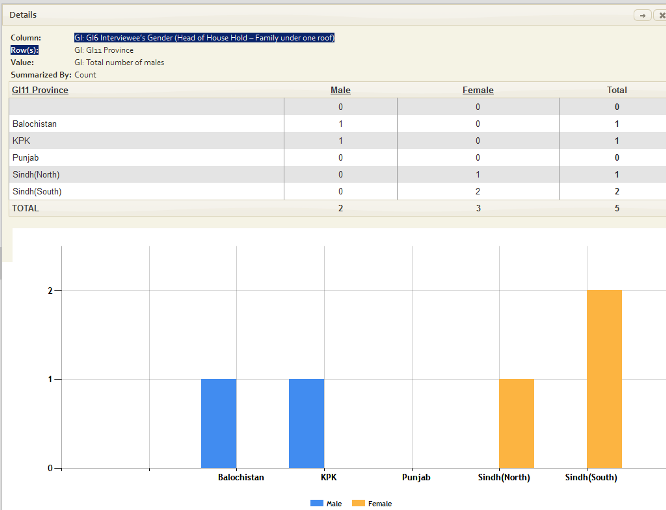 Details
Column: GI: GI6 Interviewee's Gender (Head of House Hold – Family under one roof)
Row(s): GI: GI11 Province
Value: GI: Total number of males
Summarized By: Count
GI11 Province Male Female Total
0 0 0
Balochistan 1 0 1
KPK 1 0 1
Punjab 0 0 0
Sindh(North) 0 1 1
Sindh(South) 0 2 2
TOTAL 2 3 5
2
1
0
Balochistan KPK Punjab Sindh(North) Sindh(South)
Male Female